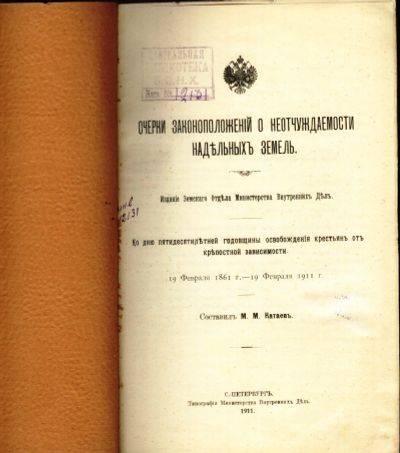 ЦЕНТРАЛЬНАЯ
В.С.Н.Х.
ОЧЕРКИ ЗАКОНОПОЛОЖЕНІЙ О НЕОТЧУЖДАЕМОСТИ
НАДѢЛЬНЫХЪ ЗЕМЕЛЬ.
Изданіе Земскаго Отдѣла Министерства Внутреннихъ Дѣлъ.
Ко дню пятидесятилѣтней годовщины освобожденія крестьянъ отъ
крѣпостной зависимости.
19 Февраля 1861 г.—19 Февраля 1911 г.
Составилъ М. М. Катаевъ.
С.-ПЕТЕРБУРГЪ.
Типографія Министерства Внутреннихъ Дѣлъ.
1911.